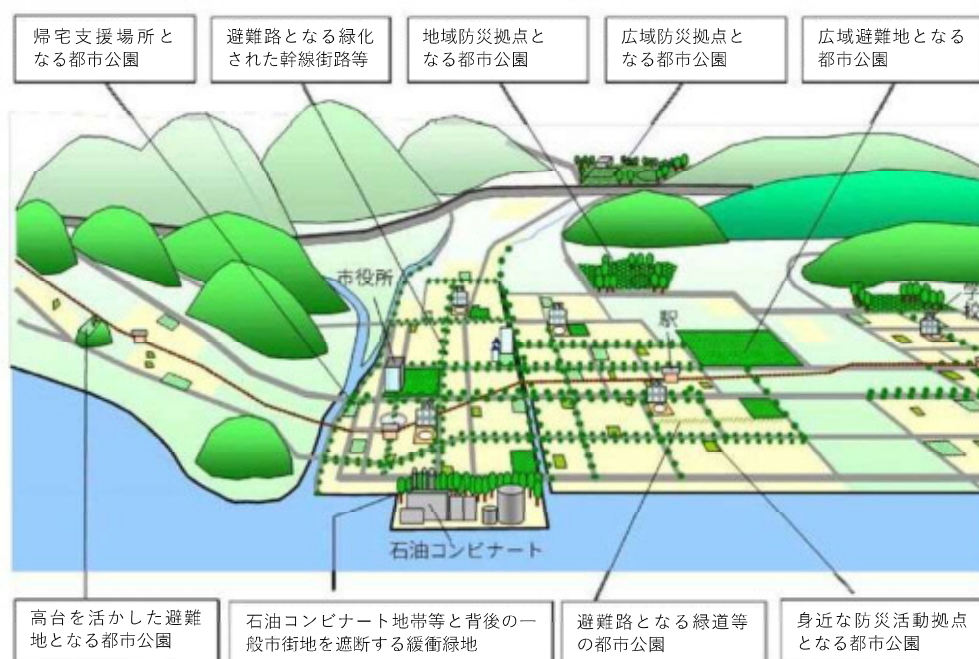 帰宅支援場所と
なる都市公園
避難路となる緑化
された幹線街路等
地域防災拠点と
なる都市公園
広域防災拠点と
なる都市公園
広域避難地となる
都市公園
市役所
駅
石油コンビナート
高台を活かした避難
地となる都市公園
石油コンビナート地帯等と背後の一
般市街地を遮断する緩衝緑地
避難路となる緑道等
の都市公園
身近な防災活動拠点
となる都市公園